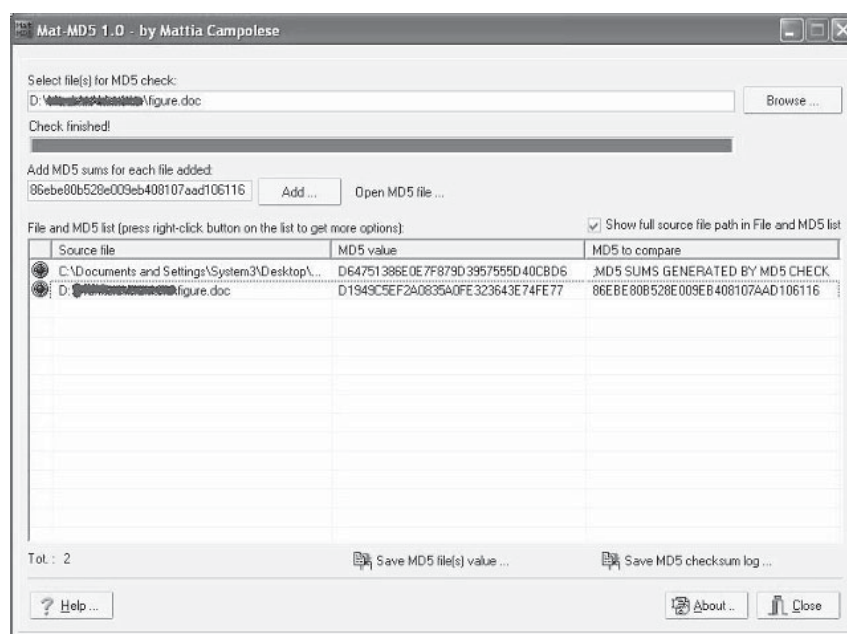 Mat-MD5 1.0 - by Mattia Campolese
Select file(s) for MD5 check:
D:\ \figure.doc
Browse ...
Check finished!
Add MD5 sums for each file added:
86ebe80b528e009eb408107aad106116
Add ...
Open MD5 file ...
File and MD5 list (press right-click button on the list to get more options):
Show full source file path in File and MD5 list
Source file MD5 value MD5 to compare
C:\Documents and Settings\System3\Desktop\... D64751386E0E7F879D3957555D40CBD6 ;MD5 SUMS GENERATED BY MD5 CHECK
D: figure.doc D1949C5EF2A0835A0FE323643E74FE77 86EBE80B528E009EB408107AAD106116
Tot. : 2
Save MD5 file(s) value ...
Save MD5 checksum log ...
Help ...
About ..
Close